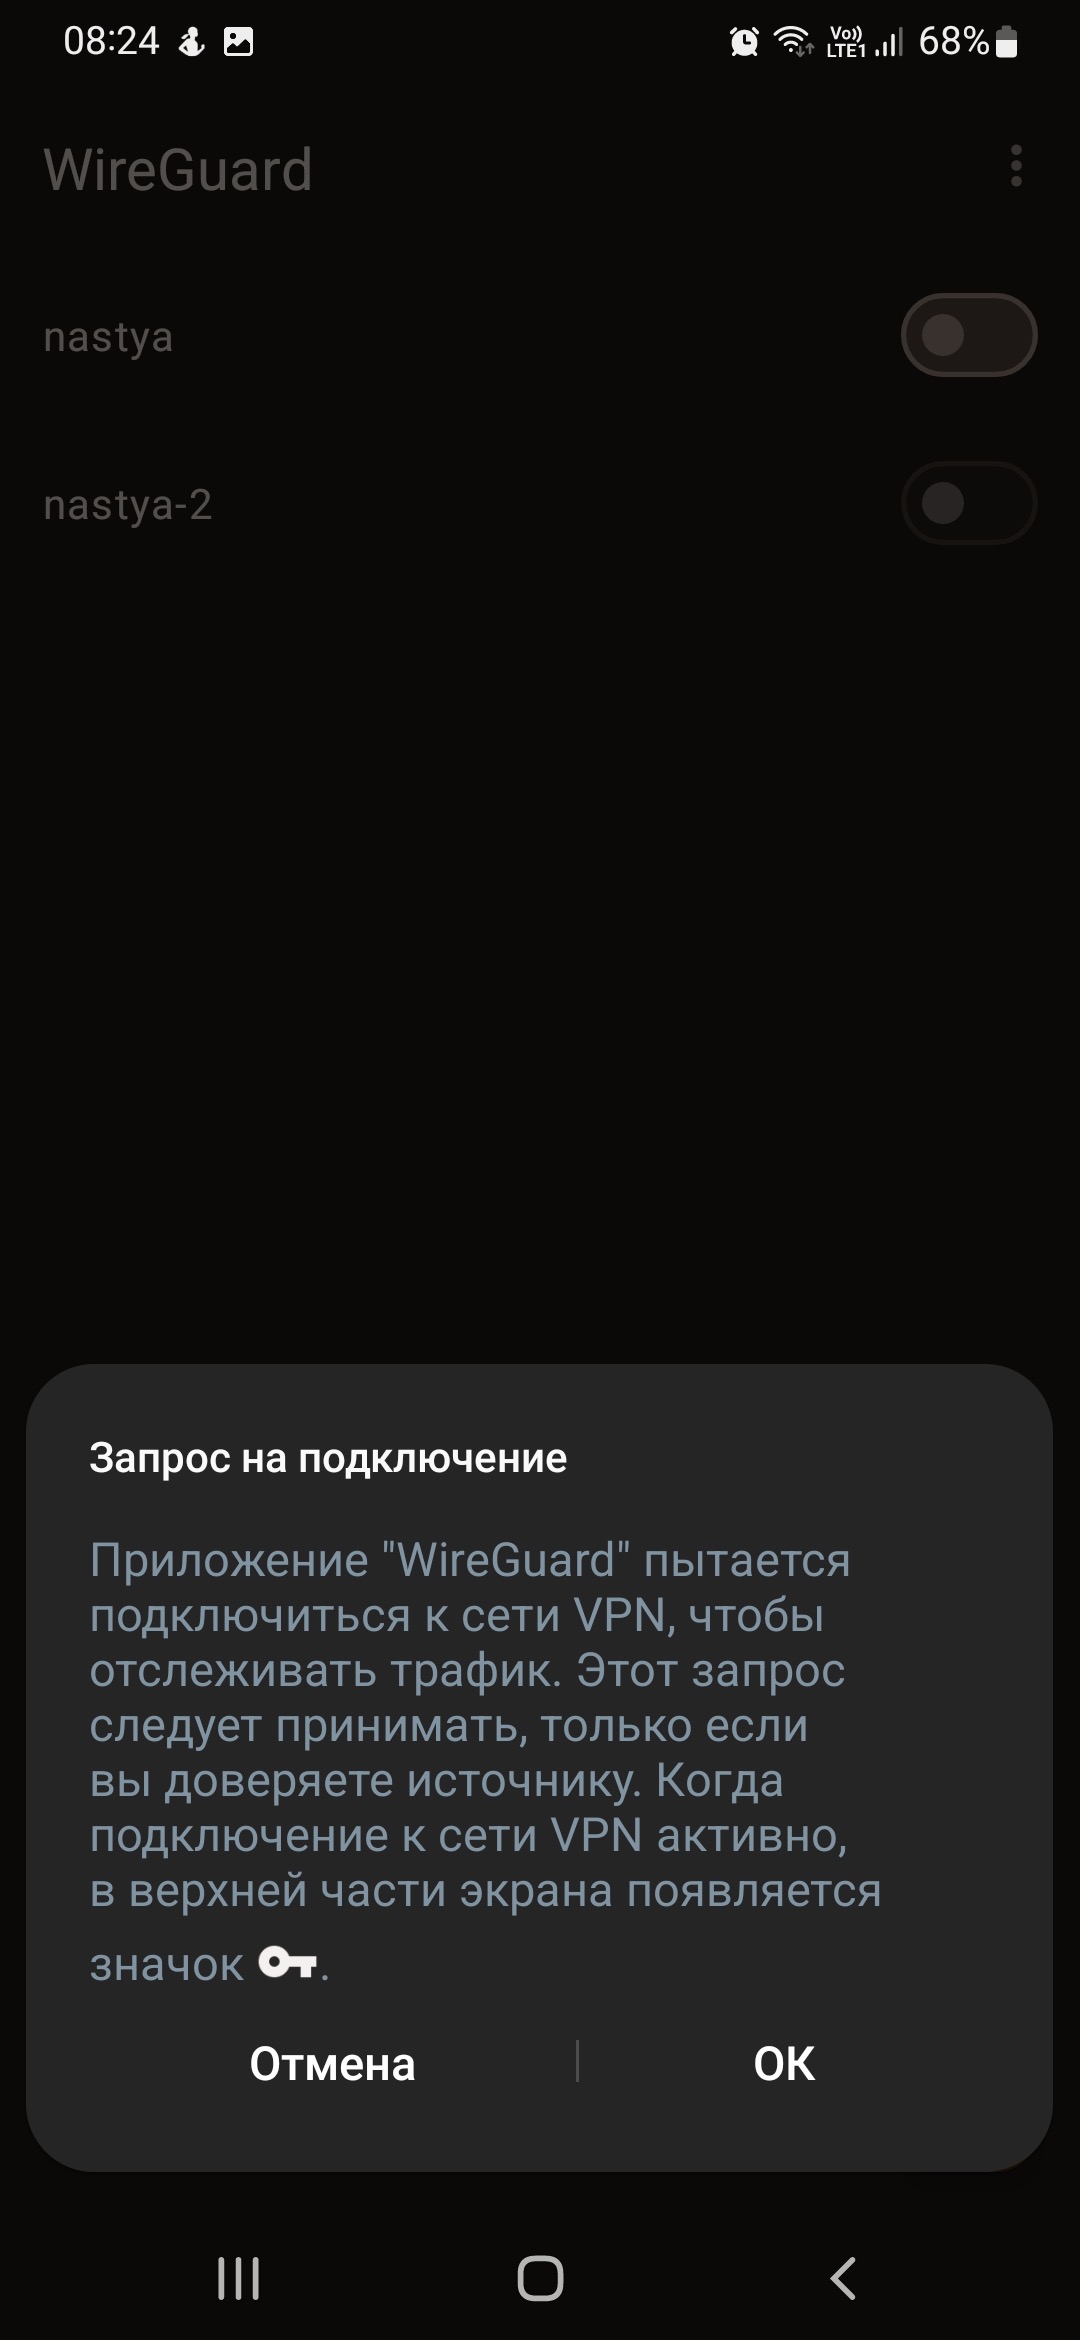 08:24
Vo)) LTE1 68%
WireGuard
nastya
nastya-2
Запрос на подключение
Приложение "WireGuard" пытается
подключиться к сети VPN, чтобы
отслеживать трафик. Этот запрос
следует принимать, только если
вы доверяете источнику. Когда
подключение к сети VPN активно,
в верхней части экрана появляется
значок .
Отмена
ОК